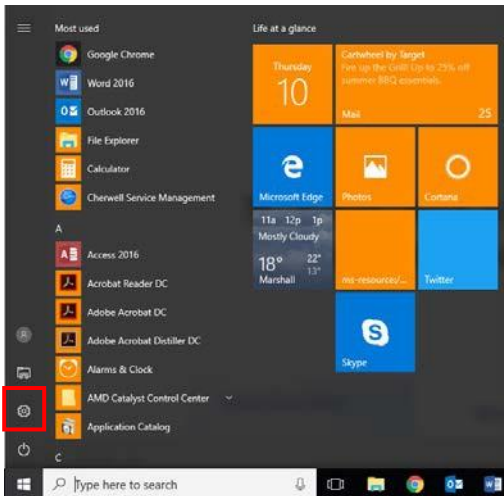 Most used
Google Chrome
Word 2016
Outlook 2016
File Explorer
Calculator
Cherwell Service Management
A
Access 2016
Acrobat Reader DC
Adobe Acrobat DC
Adobe Acrobat Distiller DC
Alarms & Clock
AMD Catalyst Control Center
Application Catalog
C
Type here to search
Life at a glance
Thursday
10
Cartwheel by Target
Fire up the Grill! Up to 25% off
summer BBQ essentials.
Mail
25
Microsoft Edge
Photos
Cortana
11a 12p 1p
Mostly Cloudy
18° 22°
13°
Marshall
ms-resource/...
Twitter
Skype